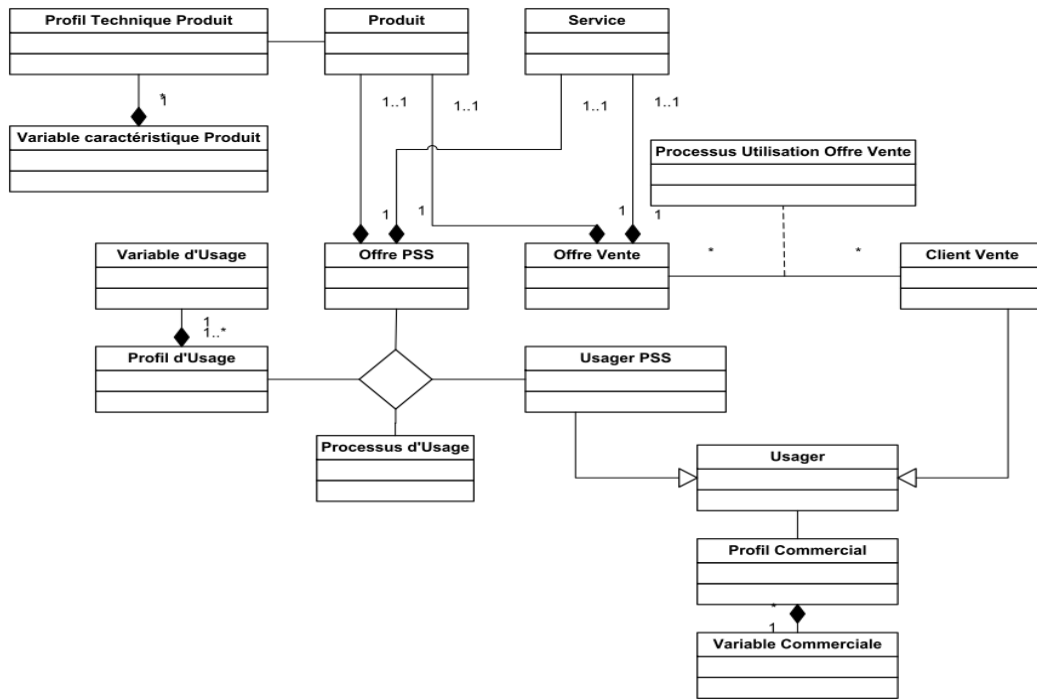 Profil Technique Produit
Produit
Service
1..1
1..1
1..1
1..1
*
1
Variable caractéristique Produit
Processus Utilisation Offre Vente
1
1
1
1
Variable d'Usage
Offre PSS
Offre Vente
*
*
Client Vente
1
1..*
Profil d'Usage
Usager PSS
Processus d'Usage
Usager
Profil Commercial
*
1
Variable Commerciale